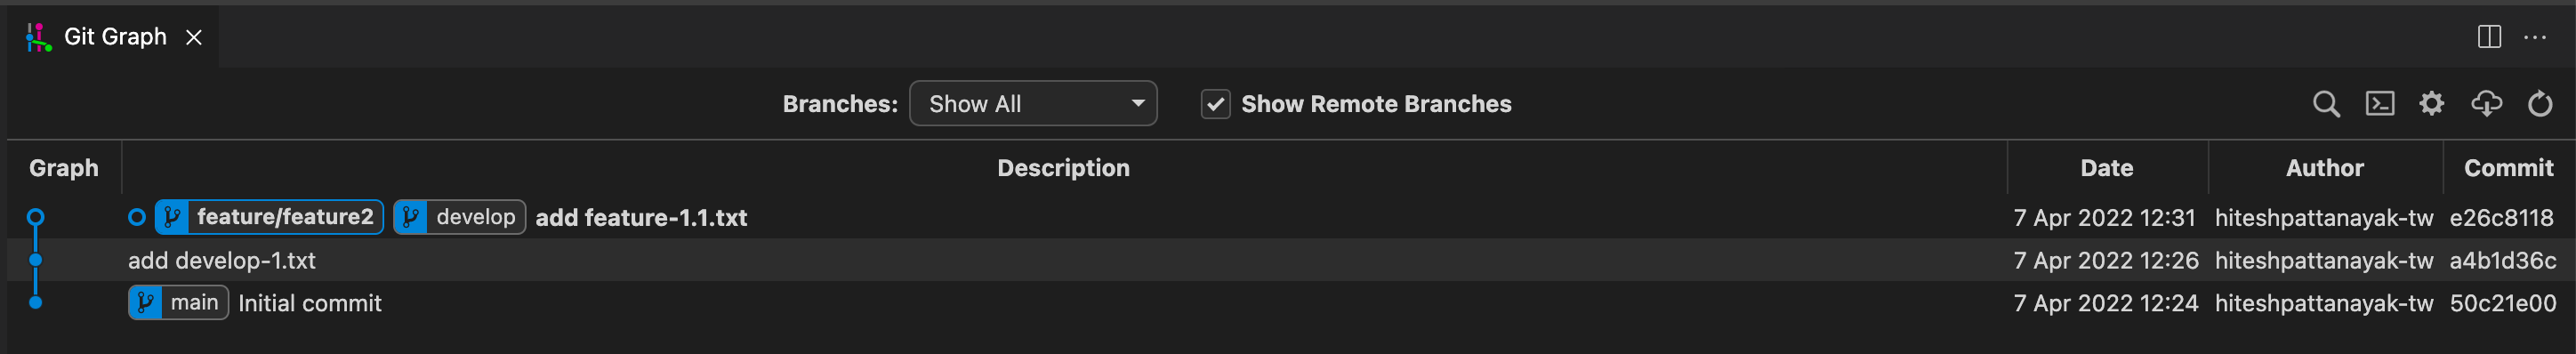 Git Graph
Branches: Show All Show Remote Branches
Graph Description Date Author Commit
feature/feature2 develop add feature-1.1.txt 7 Apr 2022 12:31 hiteshpattanayak-tw e26c8118
add develop-1.txt 7 Apr 2022 12:26 hiteshpattanayak-tw a4b1d36c
main Initial commit 7 Apr 2022 12:24 hiteshpattanayak-tw 50c21e00